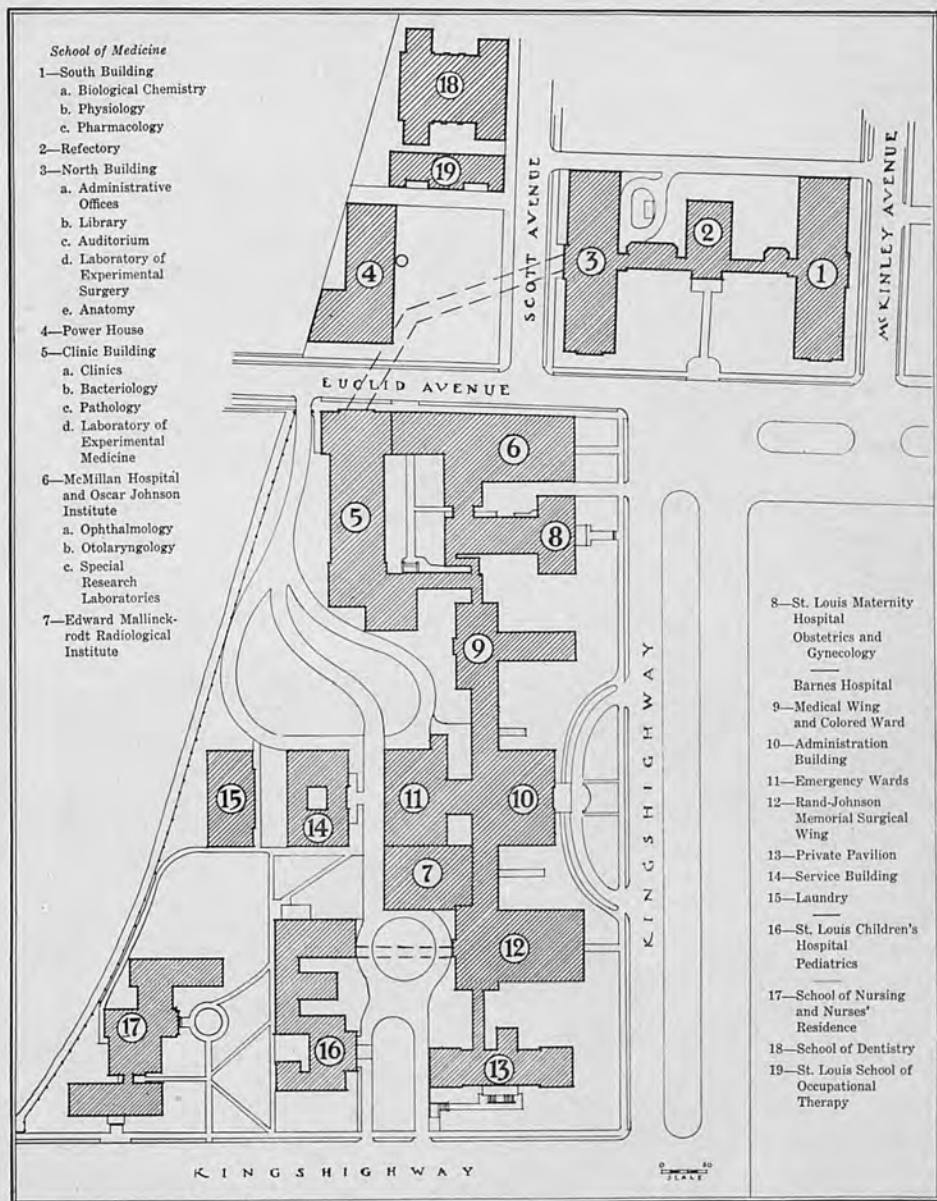 School of Medicine
1—South Building
a. Biological Chemistry
b. Physiology
c. Pharmacology
2—Refectory
3—North Building
a. Administrative
Offices
b. Library
c. Auditorium
d. Laboratory of
Experimental
Surgery
e. Anatomy
4—Power House
5—Clinic Building
a. Clinics
b. Bacteriology
c. Pathology
d. Laboratory of
Experimental
Medicine
6—McMillan Hospital
and Oscar Johnson
Institute
a. Ophthalmology
b. Otolaryngology
c. Special
Research
Laboratories
7—Edward Mallinck-
rodt Radiological
Institute
18
19
4
SCOTT AVENUE
3
2
1
McKINLEY AVENUE
EUCLID AVENUE
6
5
8
9
KINGSHIGHWAY
15
14
11
10
7
12
17
16
13
8—St. Louis Maternity
Hospital
Obstetrics and
Gynecology
Barnes Hospital
9—Medical Wing
and Colored Ward
10—Administration
Building
11—Emergency Wards
12—Rand-Johnson
Memorial Surgical
Wing
13—Private Pavilion
14—Service Building
15—Laundry
16—St. Louis Children's
Hospital
Pediatrics
17—School of Nursing
and Nurses'
Residence
18—School of Dentistry
19—St. Louis School of
Occupational
Therapy
KINGSHIGHWAY
0 80
SCALE